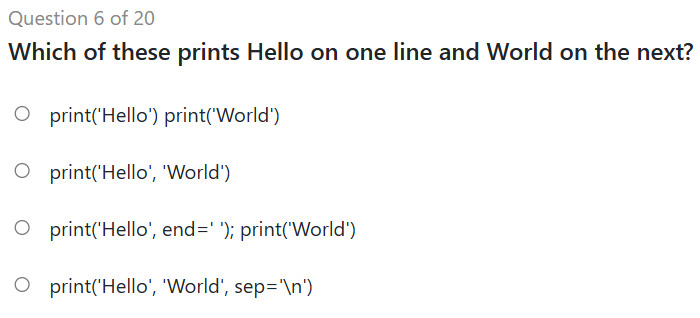 Question 6 of 20
Which of these prints Hello on one line and World on the next?
print('Hello') print('World')
print('Hello', 'World')
print('Hello', end=' '); print('World')
print('Hello', 'World', sep='\n')